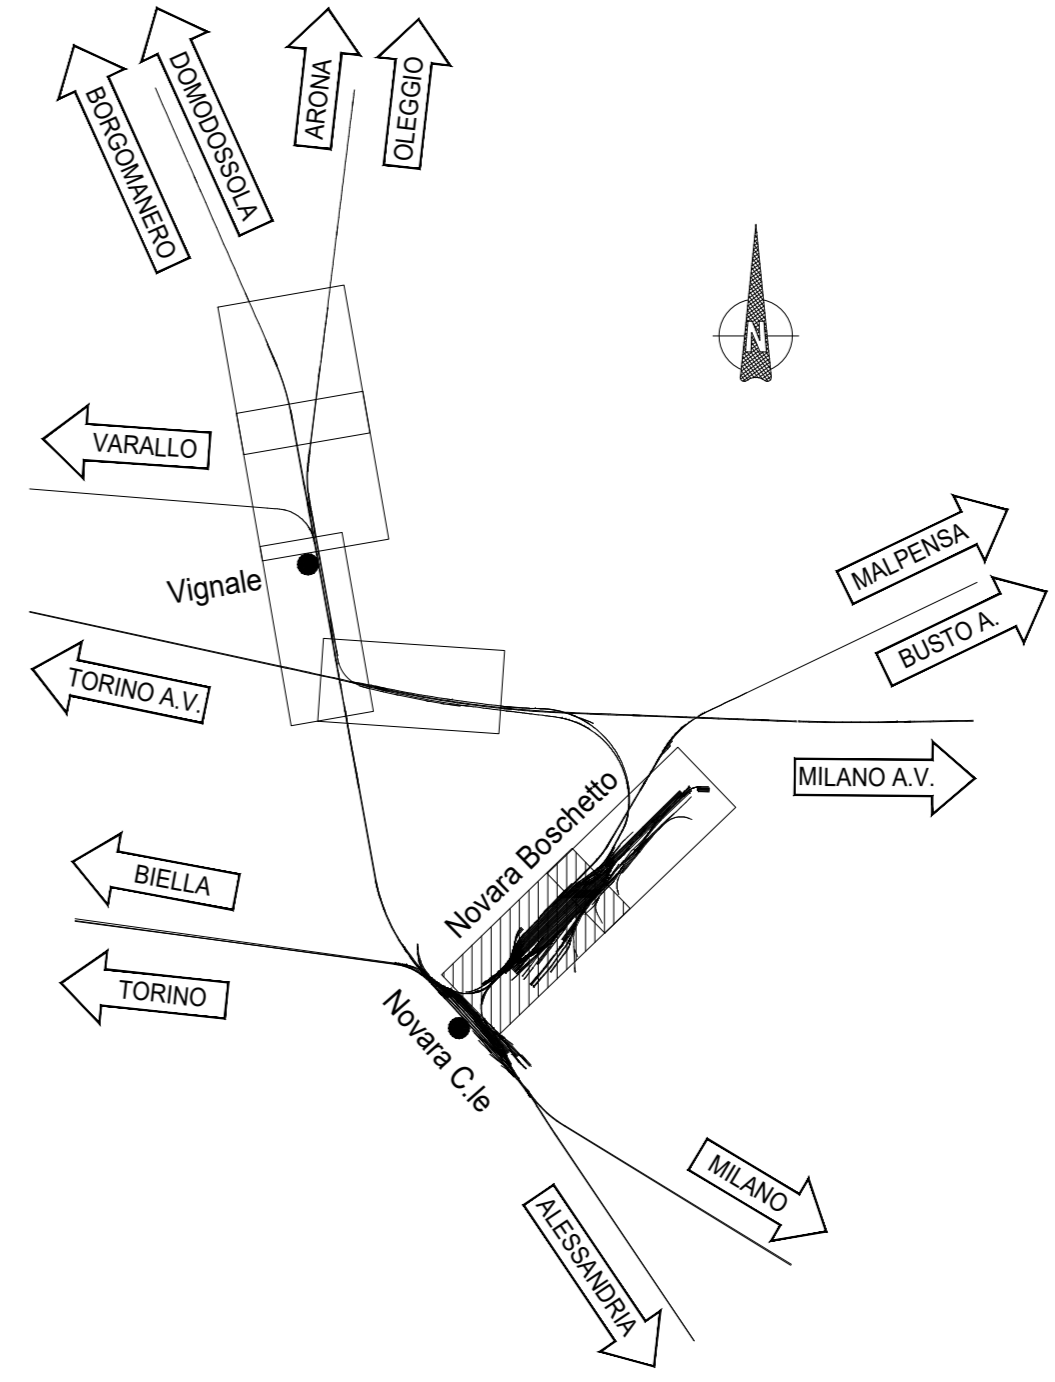 BORGOMANERO
DOMODOSSOLA
ARONA
OLEGGIO
N
VARALLO
MALPENSA
BUSTO A.
Vignale
TORINO A.V.
MILANO A.V.
Novara Boschetto
BIELLA
TORINO
Novara C.le
MILANO
ALESSANDRIA